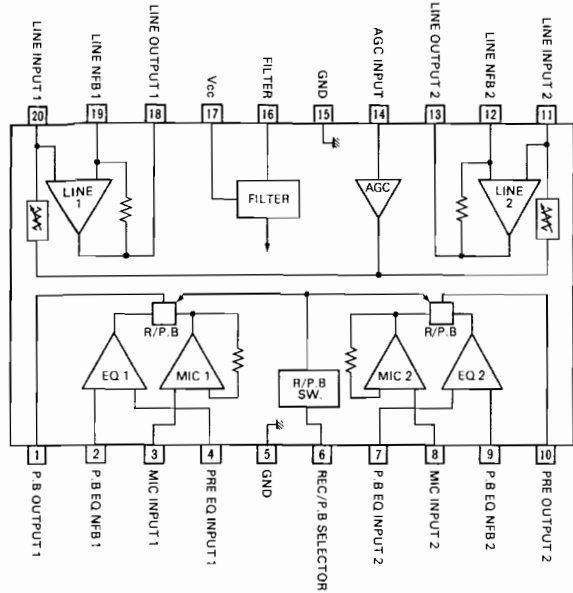 LINE INPUT 1
LINE NFB 1
LINE OUTPUT 1
Vcc
FILTER
GND
AGC INPUT
LINE OUTPUT 2
LINE NFB 2
LINE INPUT 2
20
19
18
17
16
15
14
13
12
11
LINE
1
FILTER
AGC
LINE
2
R/P.B
R/P.B
EQ 1
MIC 1
R/P.B
SW.
MIC 2
EQ 2
1
2
3
4
5
6
7
8
9
10
P.B OUTPUT 1
P.B EQ NFB 1
MIC INPUT 1
PRE EQ INPUT 1
GND
REC/P.B SELECTOR
P.B EQ INPUT 2
MIC INPUT 2
P.B EQ NFB 2
PRE OUTPUT 2